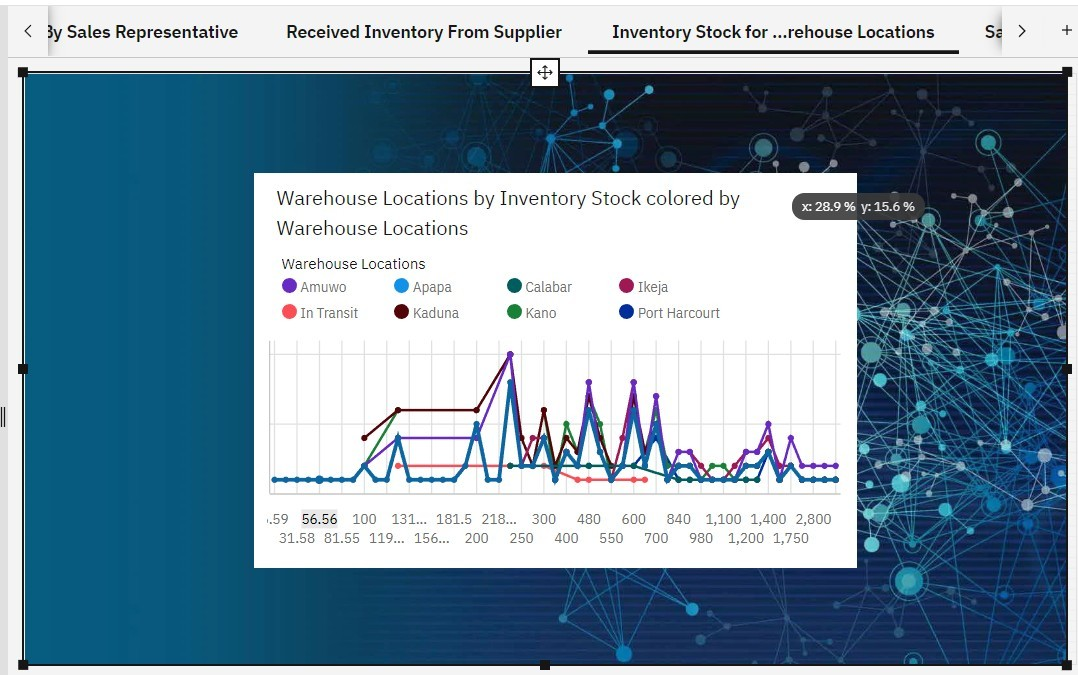 By Sales Representative Received Inventory From Supplier Inventory Stock for ...rehouse Locations Sa
Warehouse Locations by Inventory Stock colored by
Warehouse Locations
x: 28.9 % y: 15.6 %
Warehouse Locations
Amuwo Apapa Calabar Ikeja
In Transit Kaduna Kano Port Harcourt
.59 56.56 100 131... 181.5 218... 300 480 600 840 1,100 1,400 2,800
31.58 81.55 119... 156... 200 250 400 550 700 980 1,200 1,750